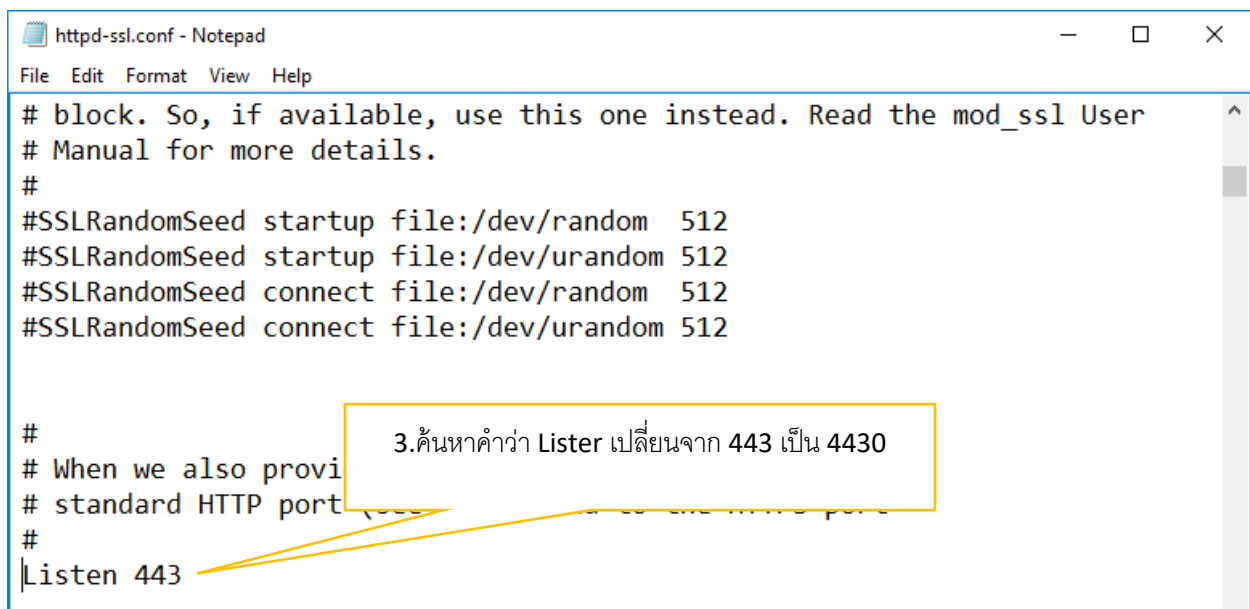 httpd-ssl.conf - Notepad
File Edit Format View Help
# block. So, if available, use this one instead. Read the mod_ssl User
# Manual for more details.
#
#SSLRandomSeed startup file:/dev/random  512
#SSLRandomSeed startup file:/dev/urandom 512
#SSLRandomSeed connect file:/dev/random  512
#SSLRandomSeed connect file:/dev/urandom 512
#
3.ค้นหาคำว่า Lister เปลี่ยนจาก 443 เป็น 4430
# When we also provi
# standard HTTP port
#
Listen 443